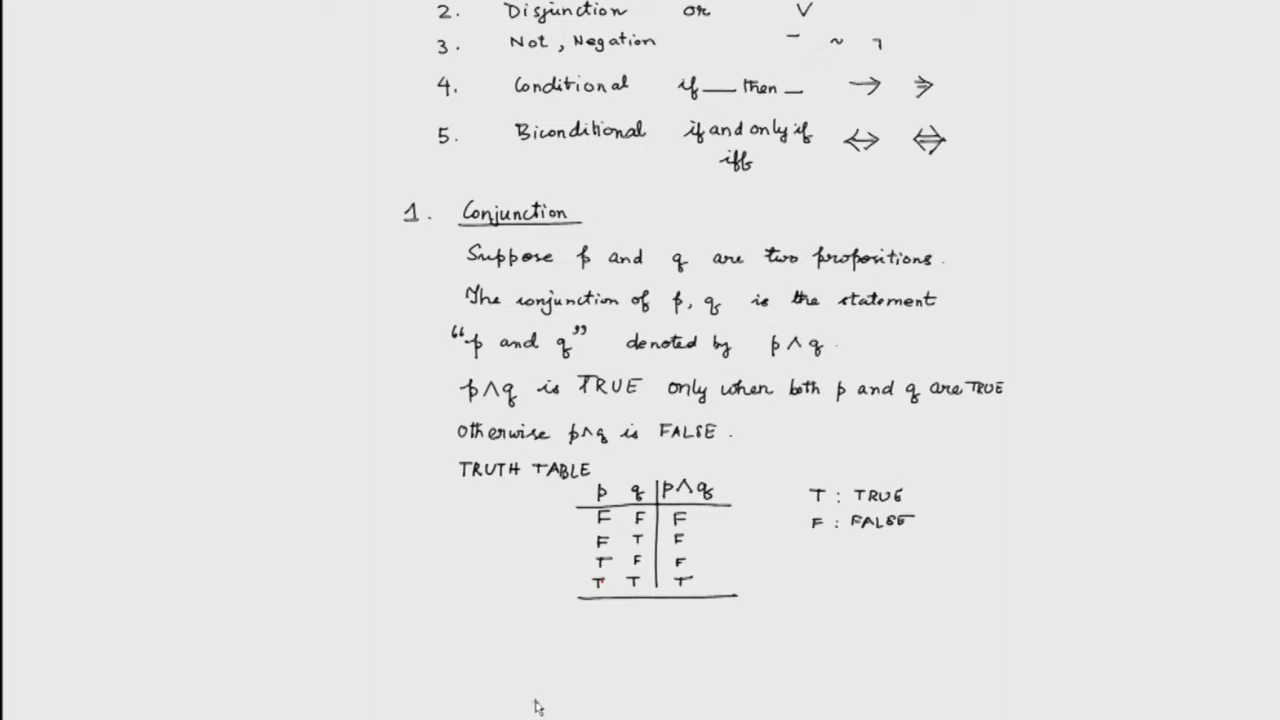 2. Disjunction or ∨
3. Not, Negation - ~ ¬
4. Conditional if ___ then __ → ⇒
5. Biconditional if and only if ↔ ⇔
iff
1. Conjunction
Suppose p and q are two propositions.
The conjunction of p, q is the statement
“p and q” denoted by p ∧ q.
p∧q is TRUE only when both p and q are TRUE
otherwise p∧q is FALSE.
TRUTH TABLE
p q p∧q
F F F
F T F
T F F
T T T
T : TRUE
F : FALSE